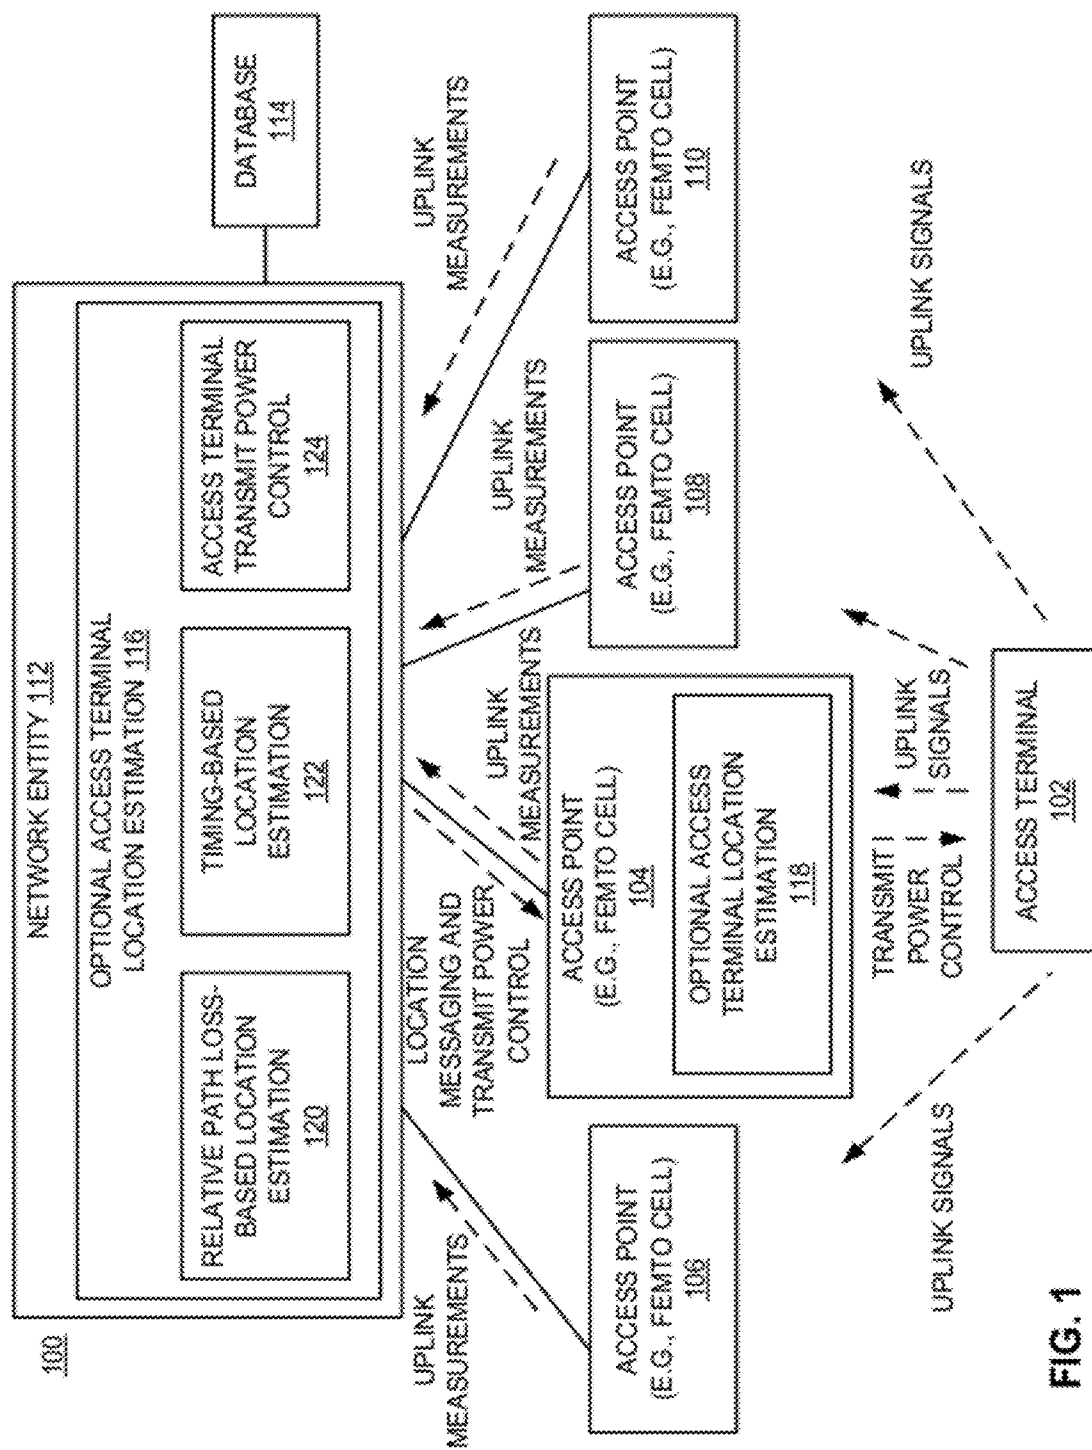 100
NETWORK ENTITY 112
OPTIONAL ACCESS TERMINAL
LOCATION ESTIMATION 116
RELATIVE PATH LOSS-
BASED LOCATION
ESTIMATION
120
TIMING-BASED
LOCATION
ESTIMATION
122
ACCESS TERMINAL
TRANSMIT POWER
CONTROL
124
DATABASE
114
UPLINK
MEASUREMENTS
LOCATION
MESSAGING AND
TRANSMIT POWER
CONTROL
UPLINK
MEASUREMENTS
UPLINK
MEASUREMENTS
UPLINK
MEASUREMENTS
ACCESS POINT
(E.G., FEMTO CELL)
106
ACCESS POINT
(E.G., FEMTO CELL)
104
OPTIONAL ACCESS
TERMINAL LOCATION
ESTIMATION
118
ACCESS POINT
(E.G., FEMTO CELL)
108
ACCESS POINT
(E.G., FEMTO CELL)
110
UPLINK SIGNALS
TRANSMIT
POWER
CONTROL
UPLINK
SIGNALS
UPLINK SIGNALS
ACCESS TERMINAL
102
FIG. 1